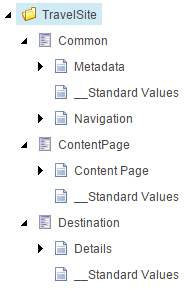 TravelSite
Common
Metadata
__Standard Values
Navigation
ContentPage
Content Page
__Standard Values
Destination
Details
__Standard Values